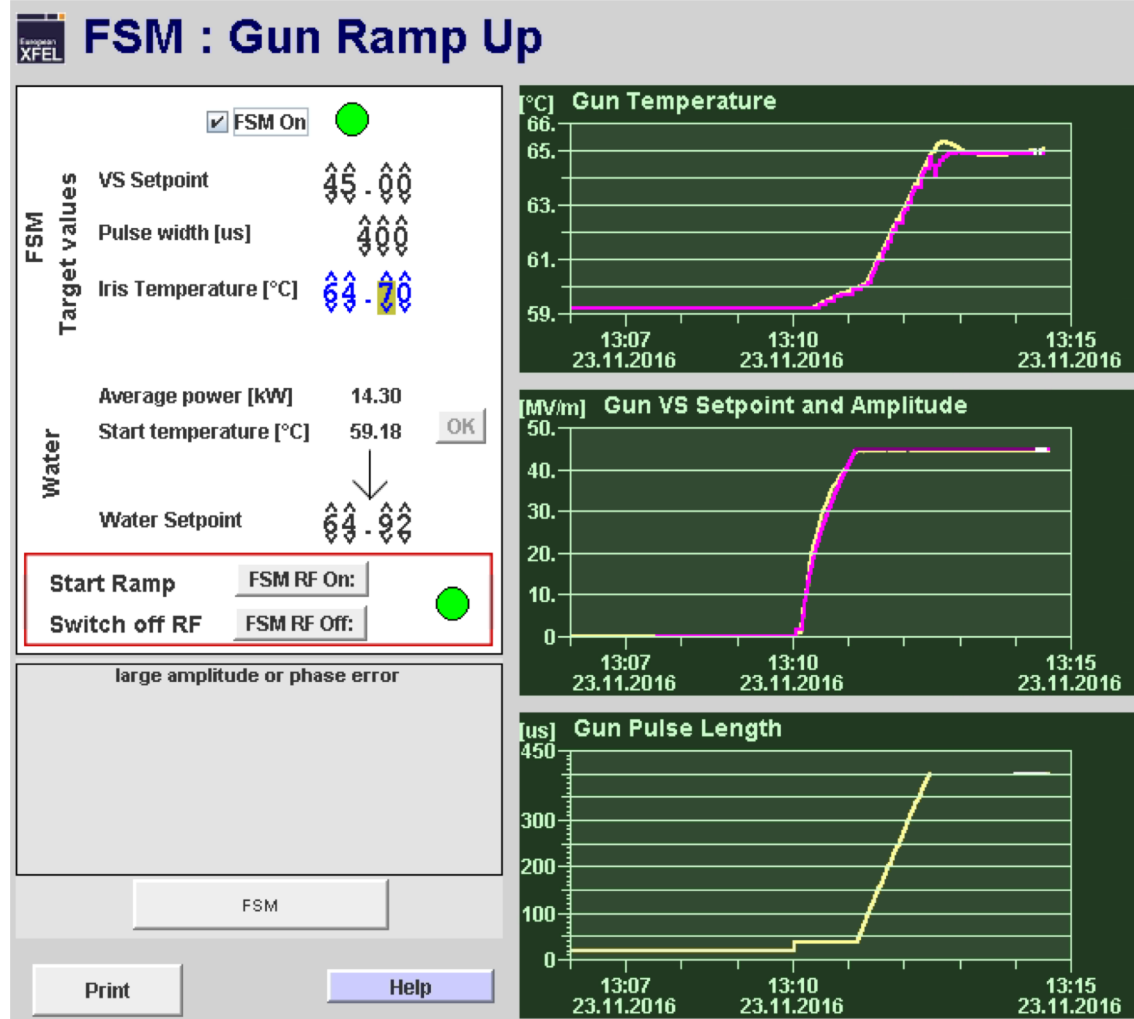 European
XFEL
FSM : Gun Ramp Up
FSM On
FSM
Target values
VS Setpoint 45.00
Pulse width [us] 400
Iris Temperature [°C] 64.70
Water
Average power [kW] 14.30
Start temperature [°C] 59.18 OK
Water Setpoint 64.92
Start Ramp FSM RF On:
Switch off RF FSM RF Off:
large amplitude or phase error
FSM
Print Help
[°C] Gun Temperature
66.
65.
63.
61.
59.
13:07 13:10 13:15
23.11.2016 23.11.2016 23.11.2016
[MV/m] Gun VS Setpoint and Amplitude
50.
40.
30.
20.
10.
0
13:07 13:10 13:15
23.11.2016 23.11.2016 23.11.2016
[us] Gun Pulse Length
450
300
200
100
0
13:07 13:10 13:15
23.11.2016 23.11.2016 23.11.2016